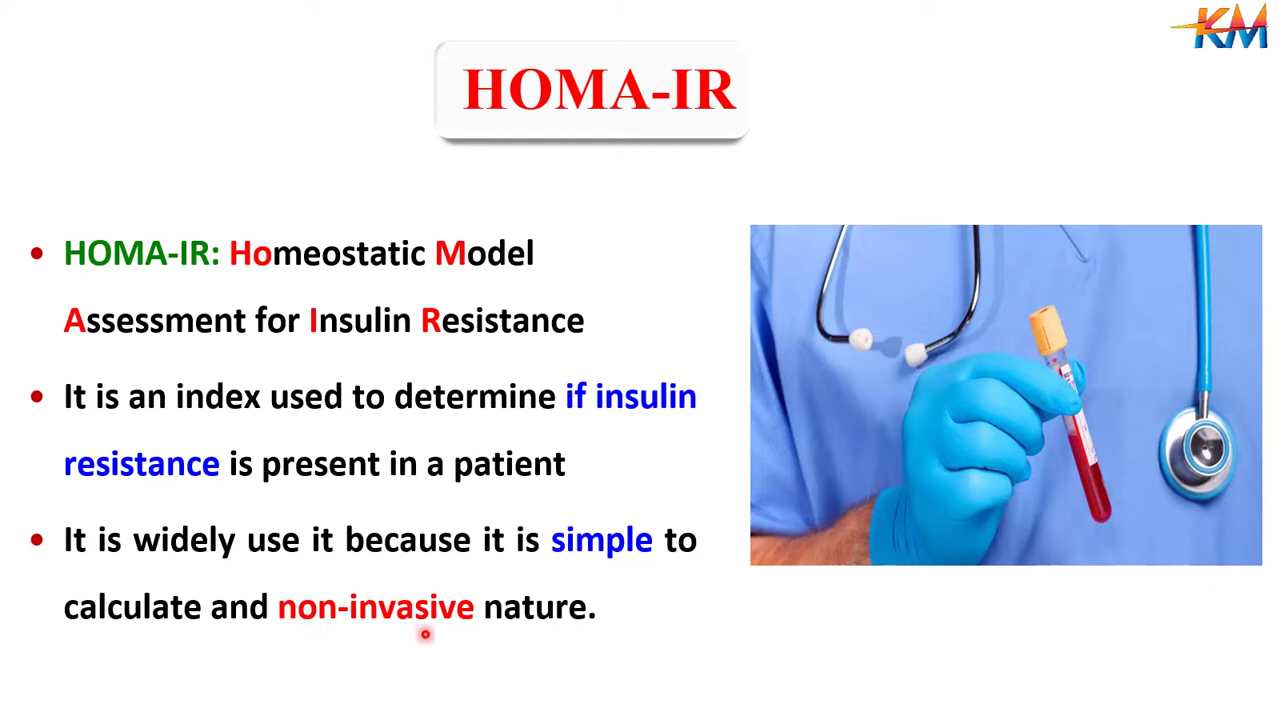 KM
HOMA-IR
• HOMA-IR: Homeostatic Model
Assessment for Insulin Resistance
• It is an index used to determine if insulin
resistance is present in a patient
• It is widely use it because it is simple to
calculate and non-invasive nature.